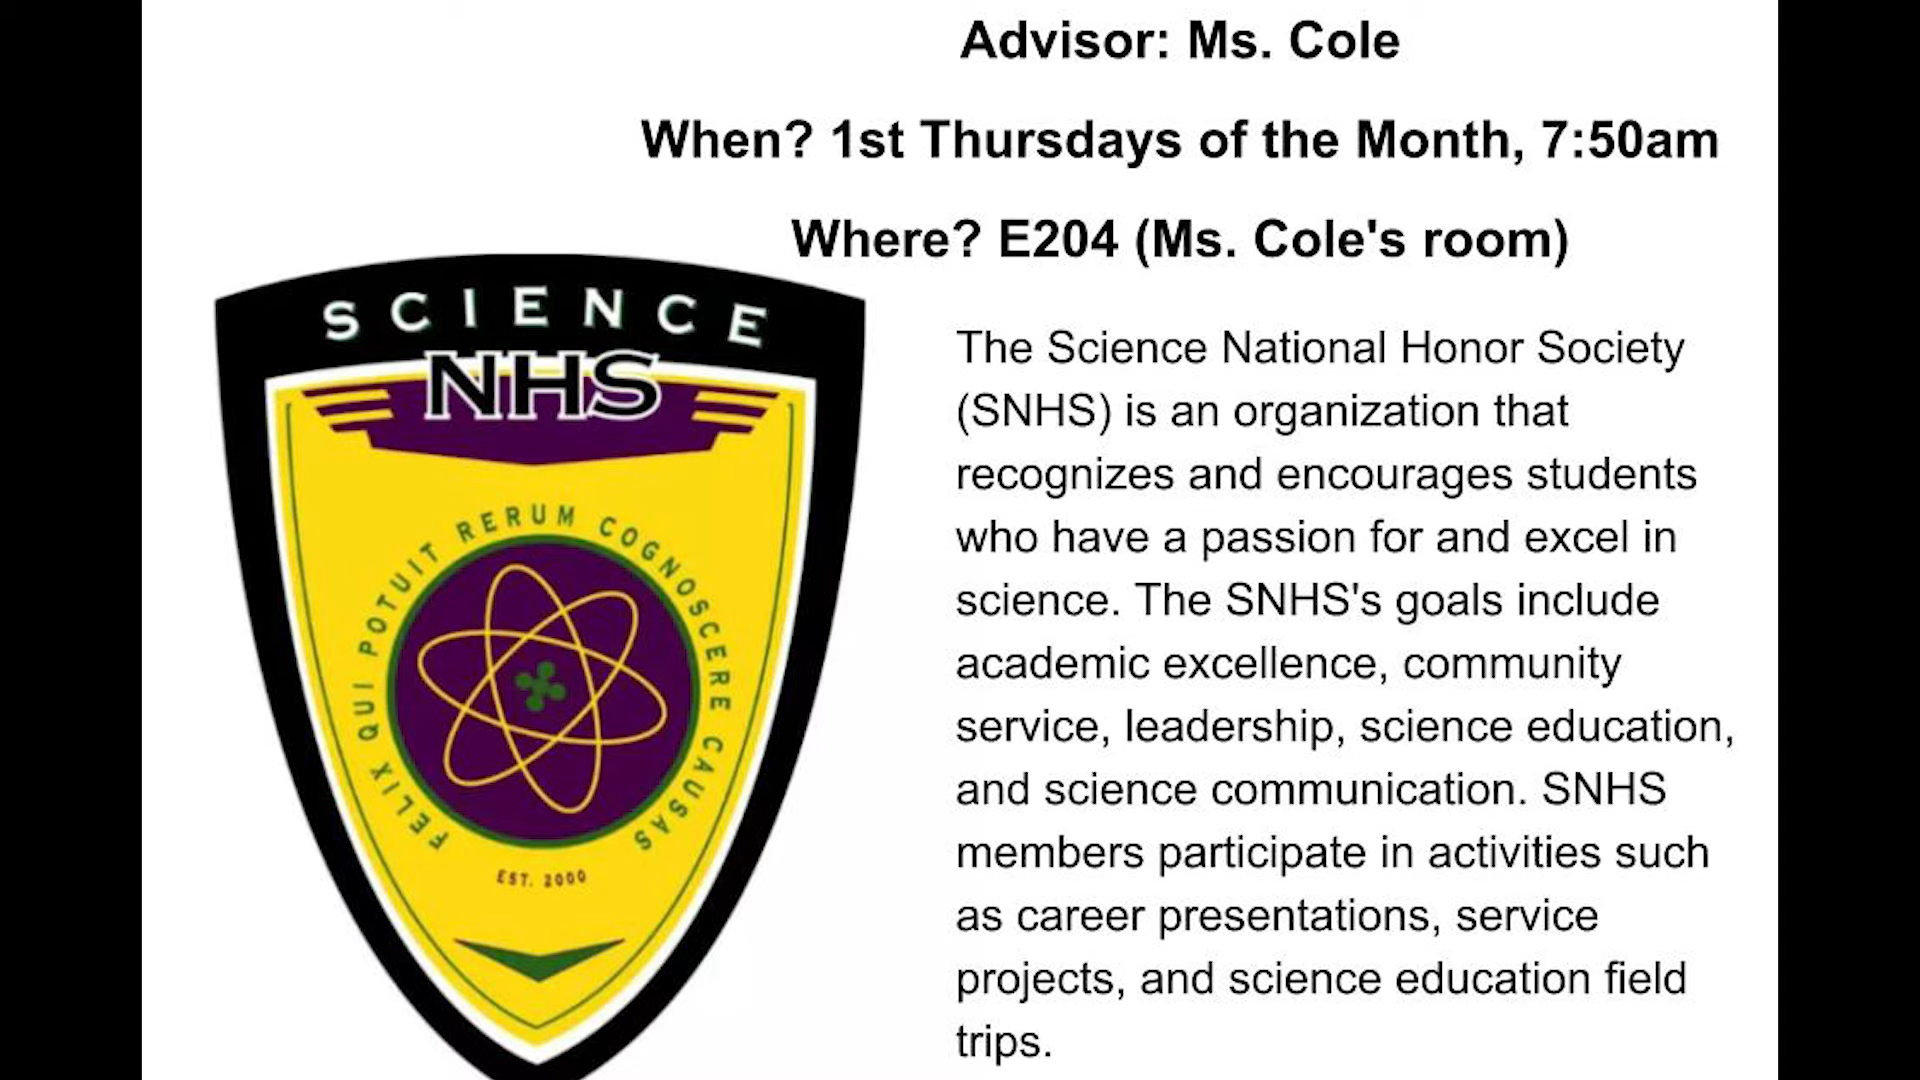 Advisor: Ms. Cole
When? 1st Thursdays of the Month, 7:50am
Where? E204 (Ms. Cole's room)
SCIENCE
NHS
FELIX QUI POTUIT RERUM COGNOSCERE CAUSAS
EST. 2000
The Science National Honor Society
(SNHS) is an organization that
recognizes and encourages students
who have a passion for and excel in
science. The SNHS's goals include
academic excellence, community
service, leadership, science education,
and science communication. SNHS
members participate in activities such
as career presentations, service
projects, and science education field
trips.